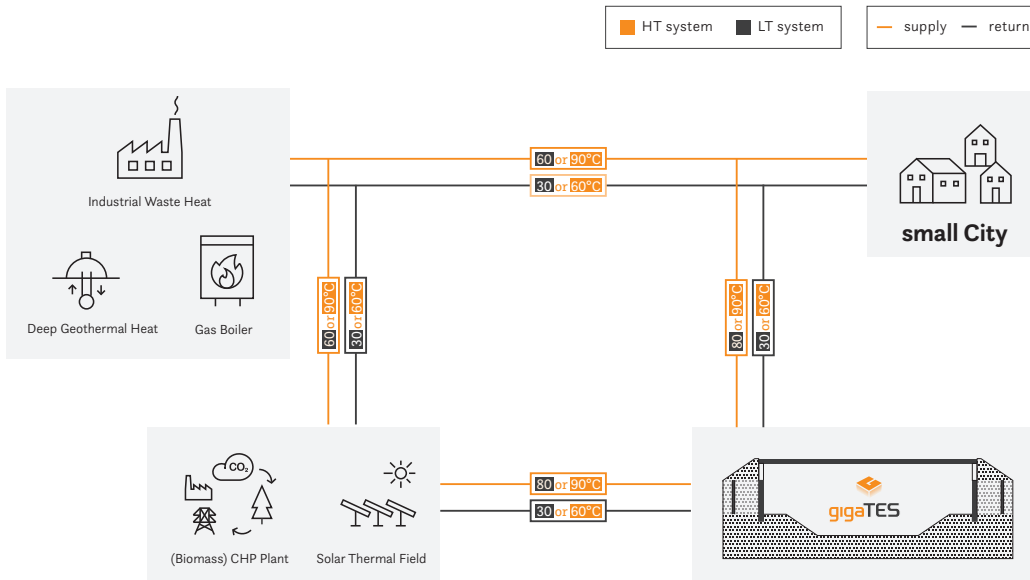 HT system LT system
supply return
60 or 90°C
30 or 60°C
Industrial Waste Heat
small City
Deep Geothermal Heat Gas Boiler
60 or 90°C
30 or 60°C
80 or 90°C
30 or 60°C
CO₂
(Biomass) CHP Plant Solar Thermal Field
80 or 90°C
30 or 60°C
gigaTES